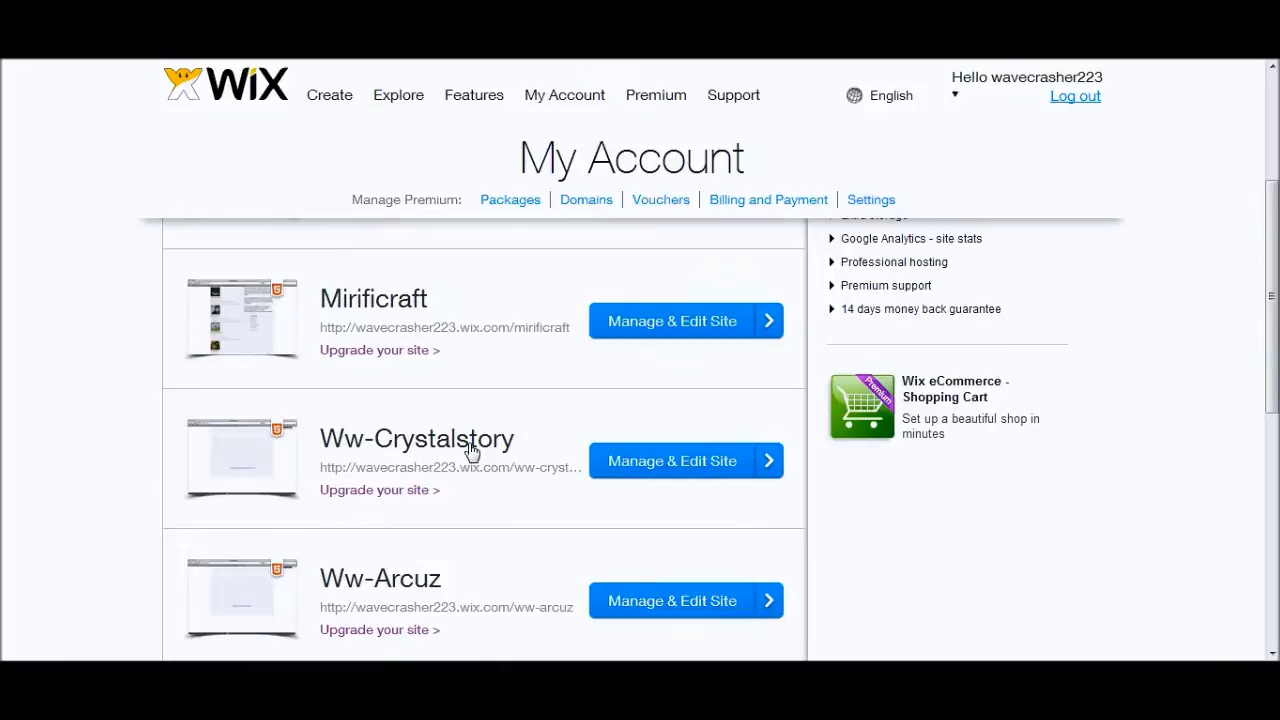 WiX
Create
Explore
Features
My Account
Premium
Support
English
Hello wavecrasher223
Log out
My Account
Manage Premium:
Packages
Domains
Vouchers
Billing and Payment
Settings
Google Analytics - site stats
Professional hosting
Premium support
14 days money back guarantee
Mirificraft
http://wavecrasher223.wix.com/mirificraft
Upgrade your site >
Manage & Edit Site
Premium
Wix eCommerce -
Shopping Cart
Set up a beautiful shop in
minutes
Ww-Crystalstory
http://wavecrasher223.wix.com/ww-cryst...
Upgrade your site >
Manage & Edit Site
Ww-Arcuz
http://wavecrasher223.wix.com/ww-arcuz
Upgrade your site >
Manage & Edit Site